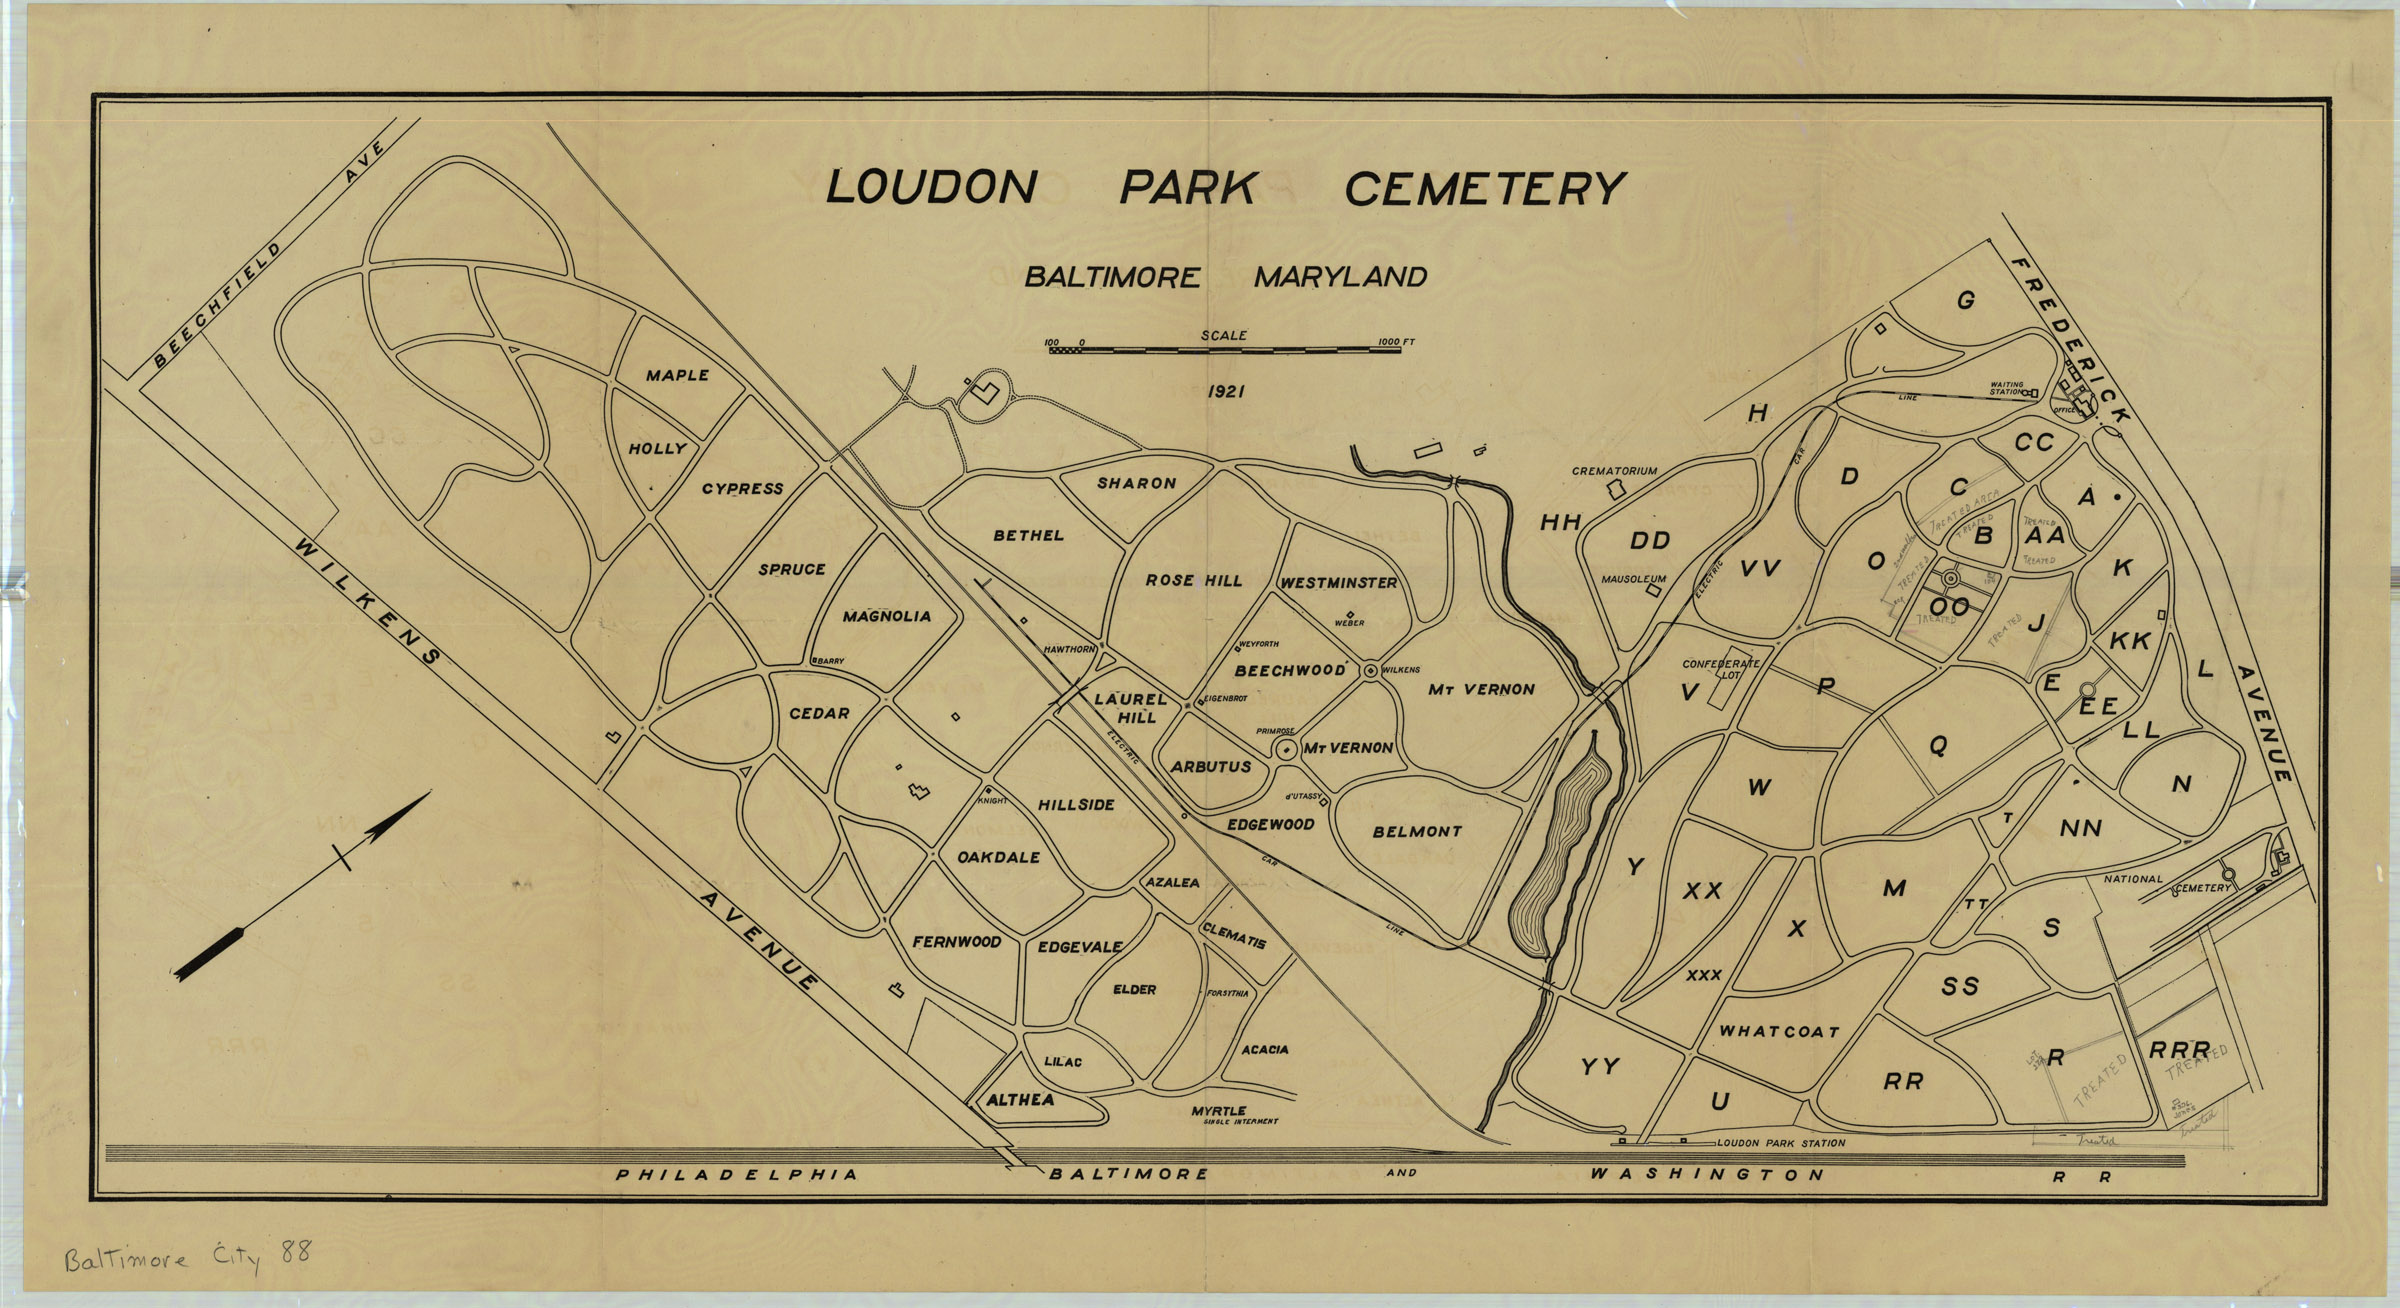 LOUDON PARK CEMETERY
BALTIMORE MARYLAND
SCALE
100 0 1000 FT
1921
BEECHFIELD AVE
WILKENS AVENUE
FREDERICK AVENUE
MAPLE
HOLLY
CYPRESS
SPRUCE
MAGNOLIA
BARRY
CEDAR
KNIGHT
HILLSIDE
OAKDALE
FERNWOOD
EDGEVALE
AZALEA
CLEMATIS
ELDER
FORSYTHIA
ACACIA
LILAC
ALTHEA
MYRTLE
SINGLE INTERMENT
SHARON
BETHEL
ROSE HILL
WESTMINSTER
WEBER
HAWTHORN
WEYFORTH
BEECHWOOD
WILKENS
LAUREL
HILL
EIGENBROT
MT VERNON
PRIMROSE
MT VERNON
ARBUTUS
d'UTASSY
EDGEWOOD
BELMONT
ELECTRIC
CAR
LINE
G
H
WAITING
STATION
LINE
OFFICE
CAR
ELECTRIC
CREMATORIUM
HH
DD
MAUSOLEUM
VV
D
CC
C
A
TREATED AREA
TREATED
B
TREATED
AA
TREATED
O
TREATED
OO
TREATED
K
J
TREATED
KK
L
CONFEDERATE
LOT
V
P
E
EE
LL
Q
N
W
T
NN
Y
XX
M
TT
NATIONAL
CEMETERY
X
S
XXX
SS
WHATCOAT
YY
U
RR
R
TREATED
RRR
TREATED
Treated
Treated
LOUDON PARK STATION
PHILADELPHIA BALTIMORE AND WASHINGTON R R
Baltimore City 88